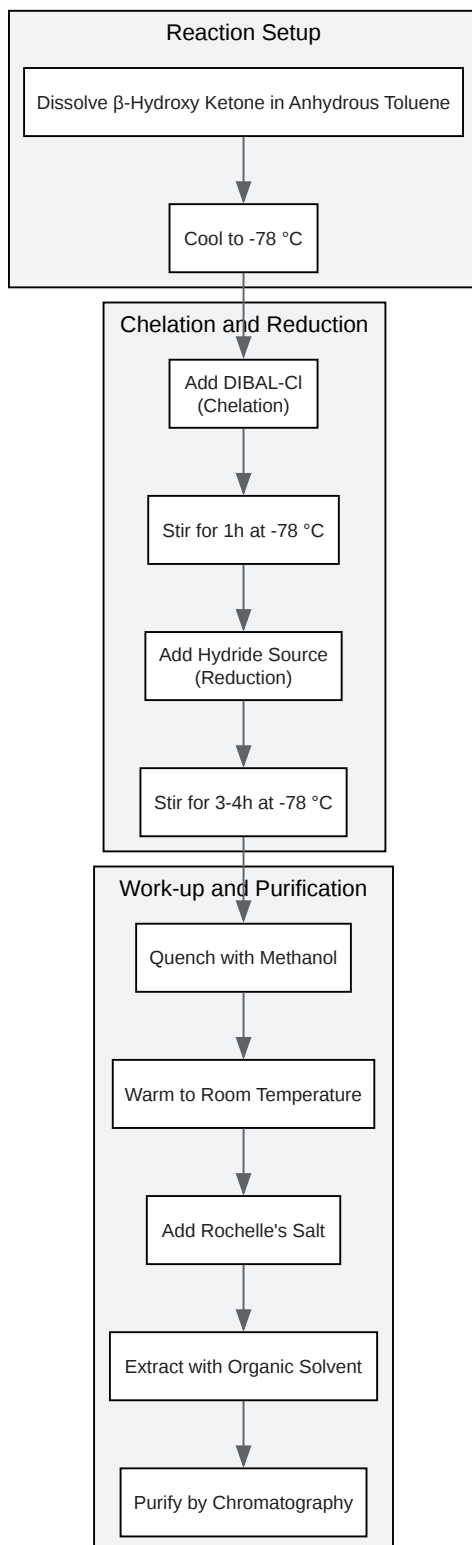 Reaction Setup
Dissolve β-Hydroxy Ketone in Anhydrous Toluene
Cool to -78 °C
Chelation and Reduction
Add DIBAL-Cl
(Chelation)
Stir for 1h at -78 °C
Add Hydride Source
(Reduction)
Stir for 3-4h at -78 °C
Work-up and Purification
Quench with Methanol
Warm to Room Temperature
Add Rochelle's Salt
Extract with Organic Solvent
Purify by Chromatography